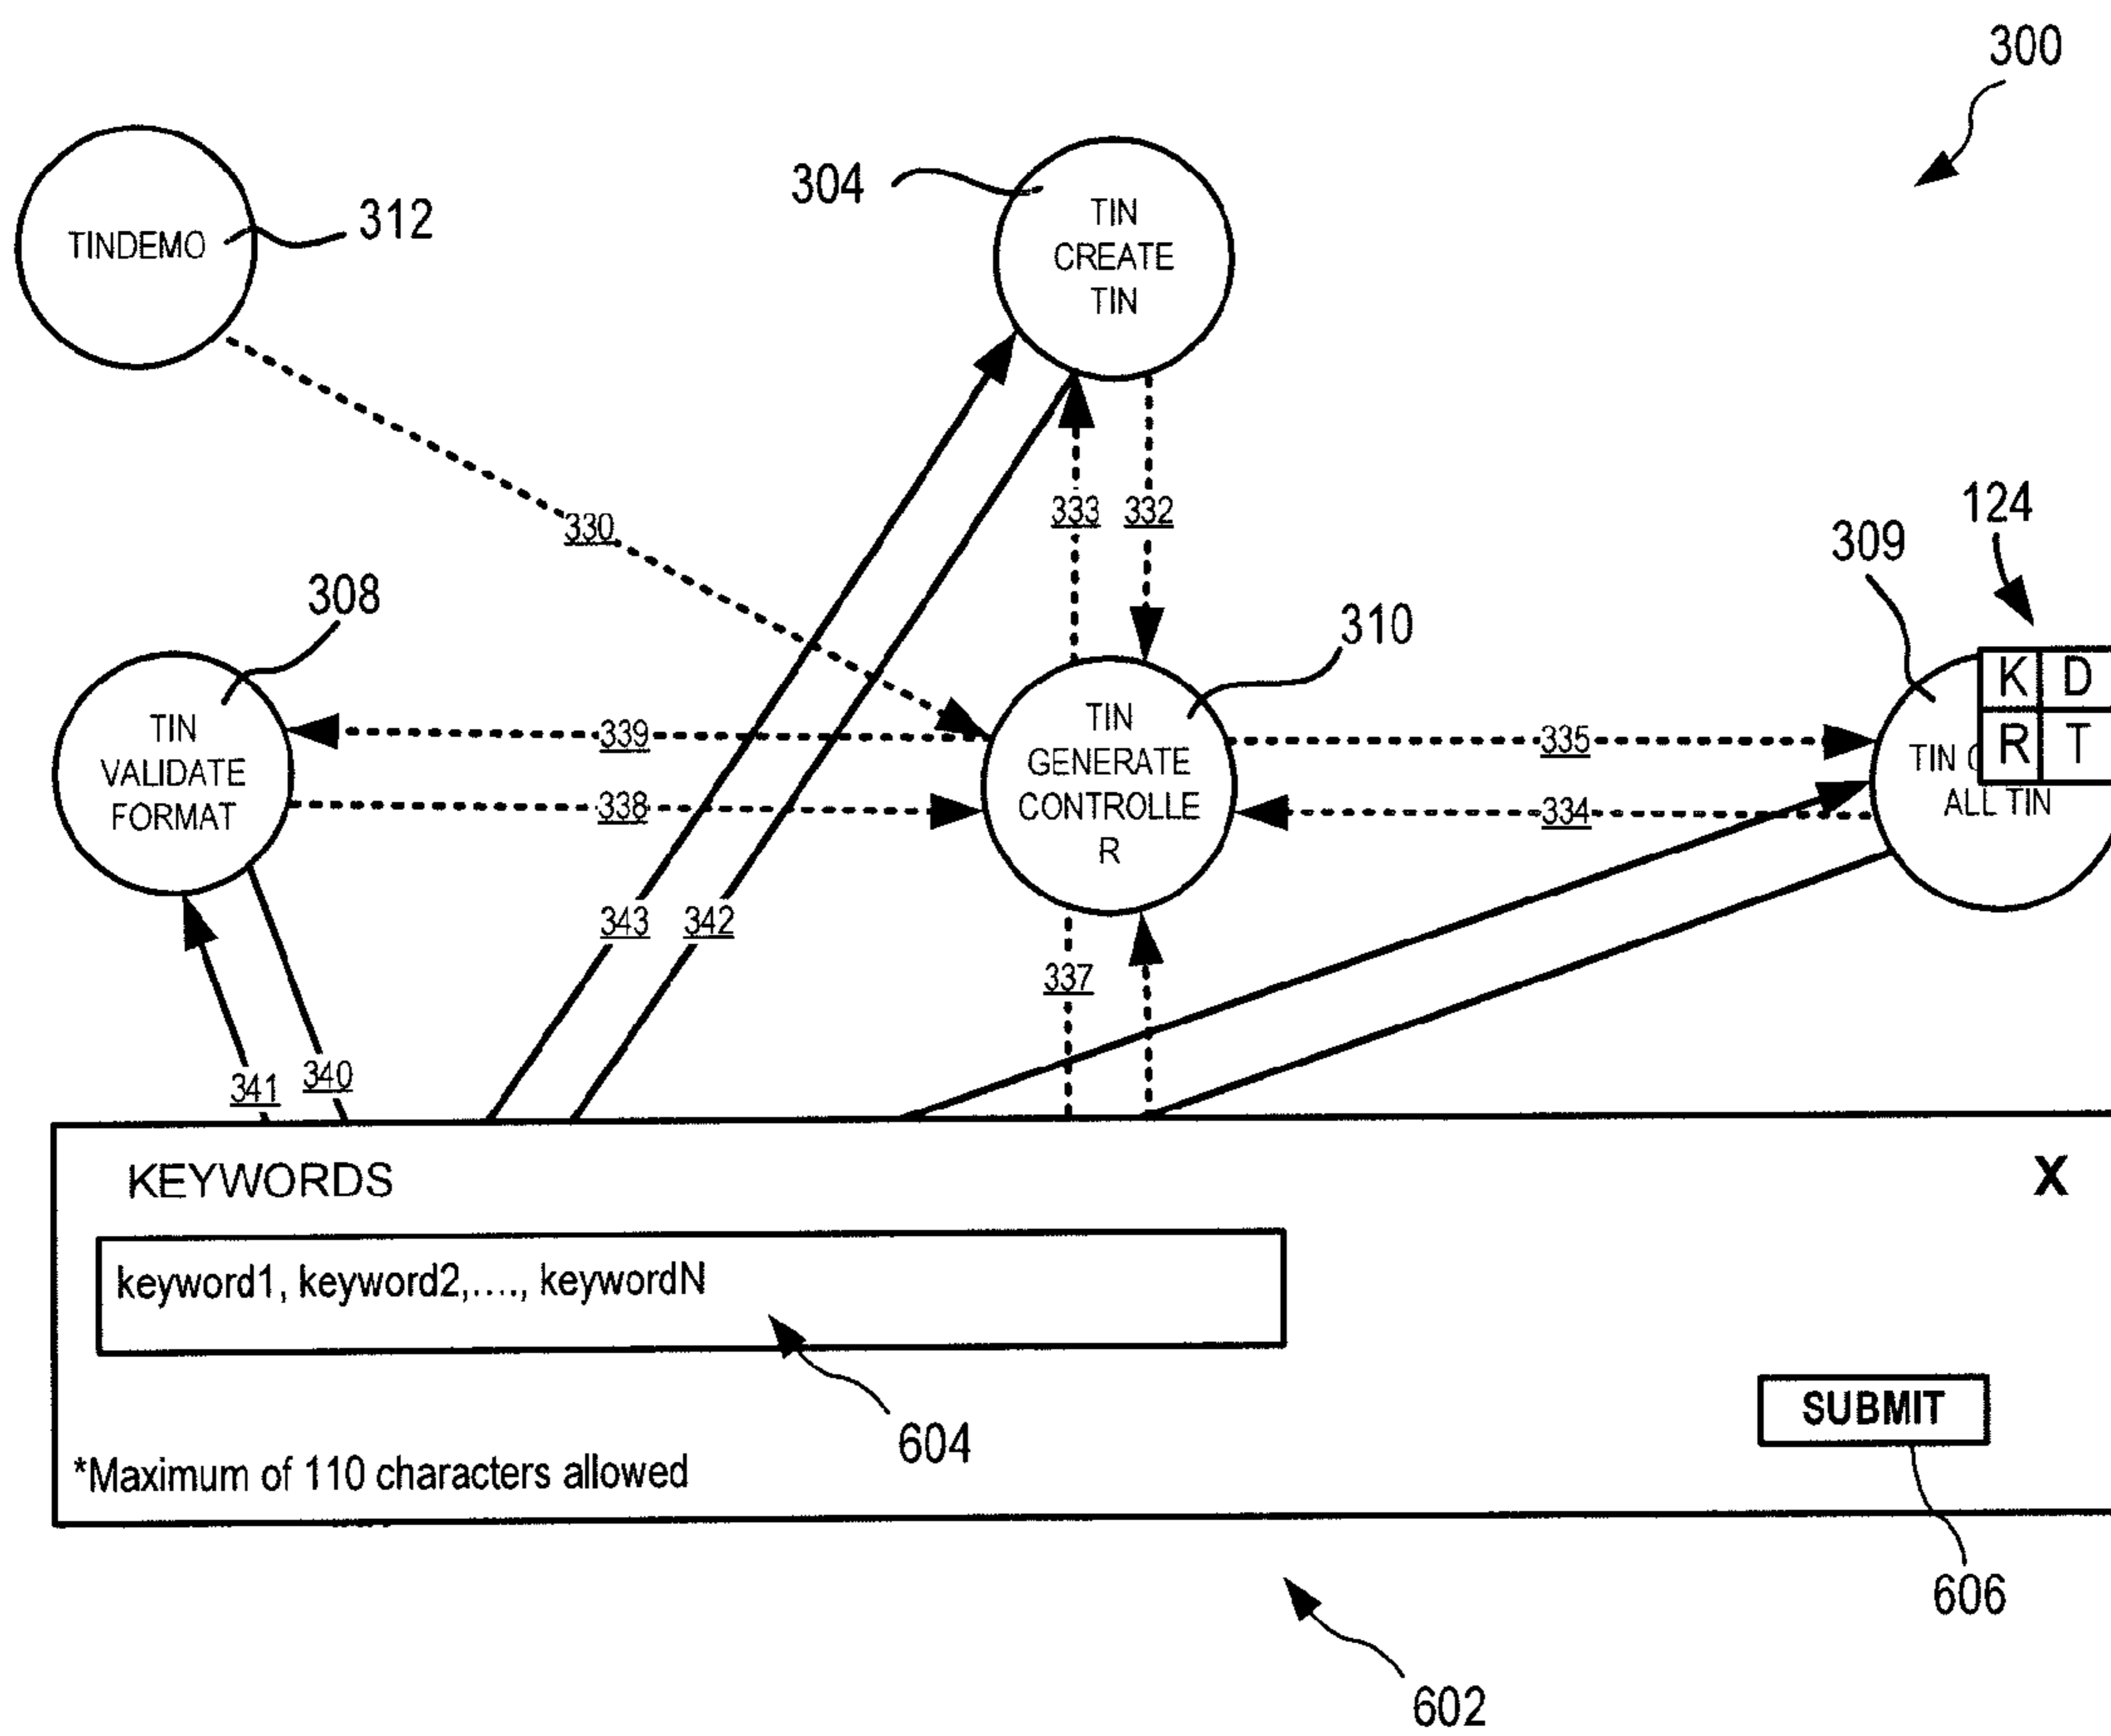 300
304
TIN
CREATE
TIN
TINDEMO
312
330
333
332
124
309
308
310
K D
R T
TIN
VALIDATE
FORMAT
TIN
GENERATE
CONTROLLE
R
339
338
335
334
TIN
ALL TIN
343
342
337
341
340
KEYWORDS
X
keyword1, keyword2,...., keywordN
604
SUBMIT
*Maximum of 110 characters allowed
606
602